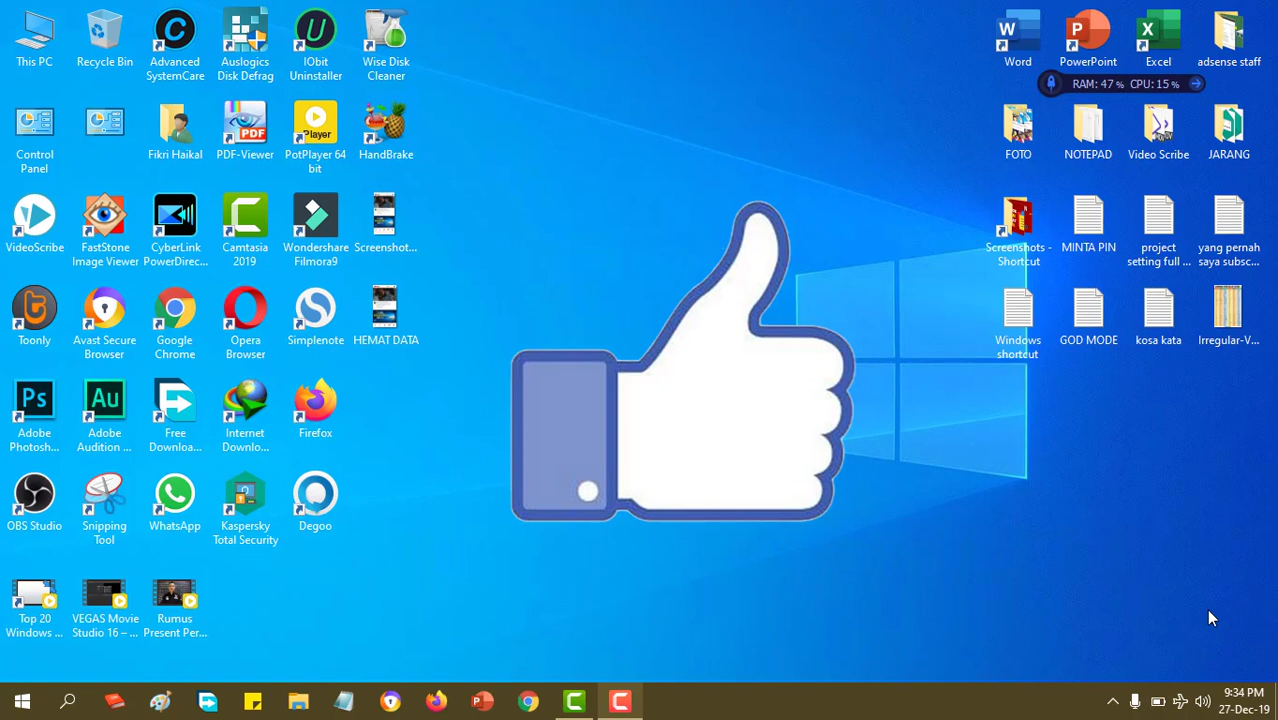 This PC
Recycle Bin
Advanced
SystemCare
Auslogics
Disk Defrag
IObit
Uninstaller
Wise Disk
Cleaner
Control
Panel
Fikri Haikal
PDF
PDF-Viewer
Player
PotPlayer 64
bit
HandBrake
VideoScribe
FastStone
Image Viewer
CyberLink
PowerDirec...
Camtasia
2019
Wondershare
Filmora9
Screenshot...
Toonly
Avast Secure
Browser
Google
Chrome
Opera
Browser
Simplenote
HEMAT DATA
Ps
Adobe
Photosh...
Au
Adobe
Audition ...
Free
Downloa...
Internet
Downlo...
Firefox
OBS Studio
Snipping
Tool
WhatsApp
Kaspersky
Total Security
Degoo
Top 20
Windows ...
VEGAS Movie
Studio 16 – ...
Rumus
Present Per...
Word
PowerPoint
Excel
adsense staff
RAM: 47% CPU: 15%
FOTO
NOTEPAD
Video Scribe
JARANG
Screenshots -
Shortcut
MINTA PIN
project
setting full ...
yang pernah
saya subsc...
Windows
shortcut
GOD MODE
kosa kata
Irregular-V...
9:34 PM
27-Dec-19